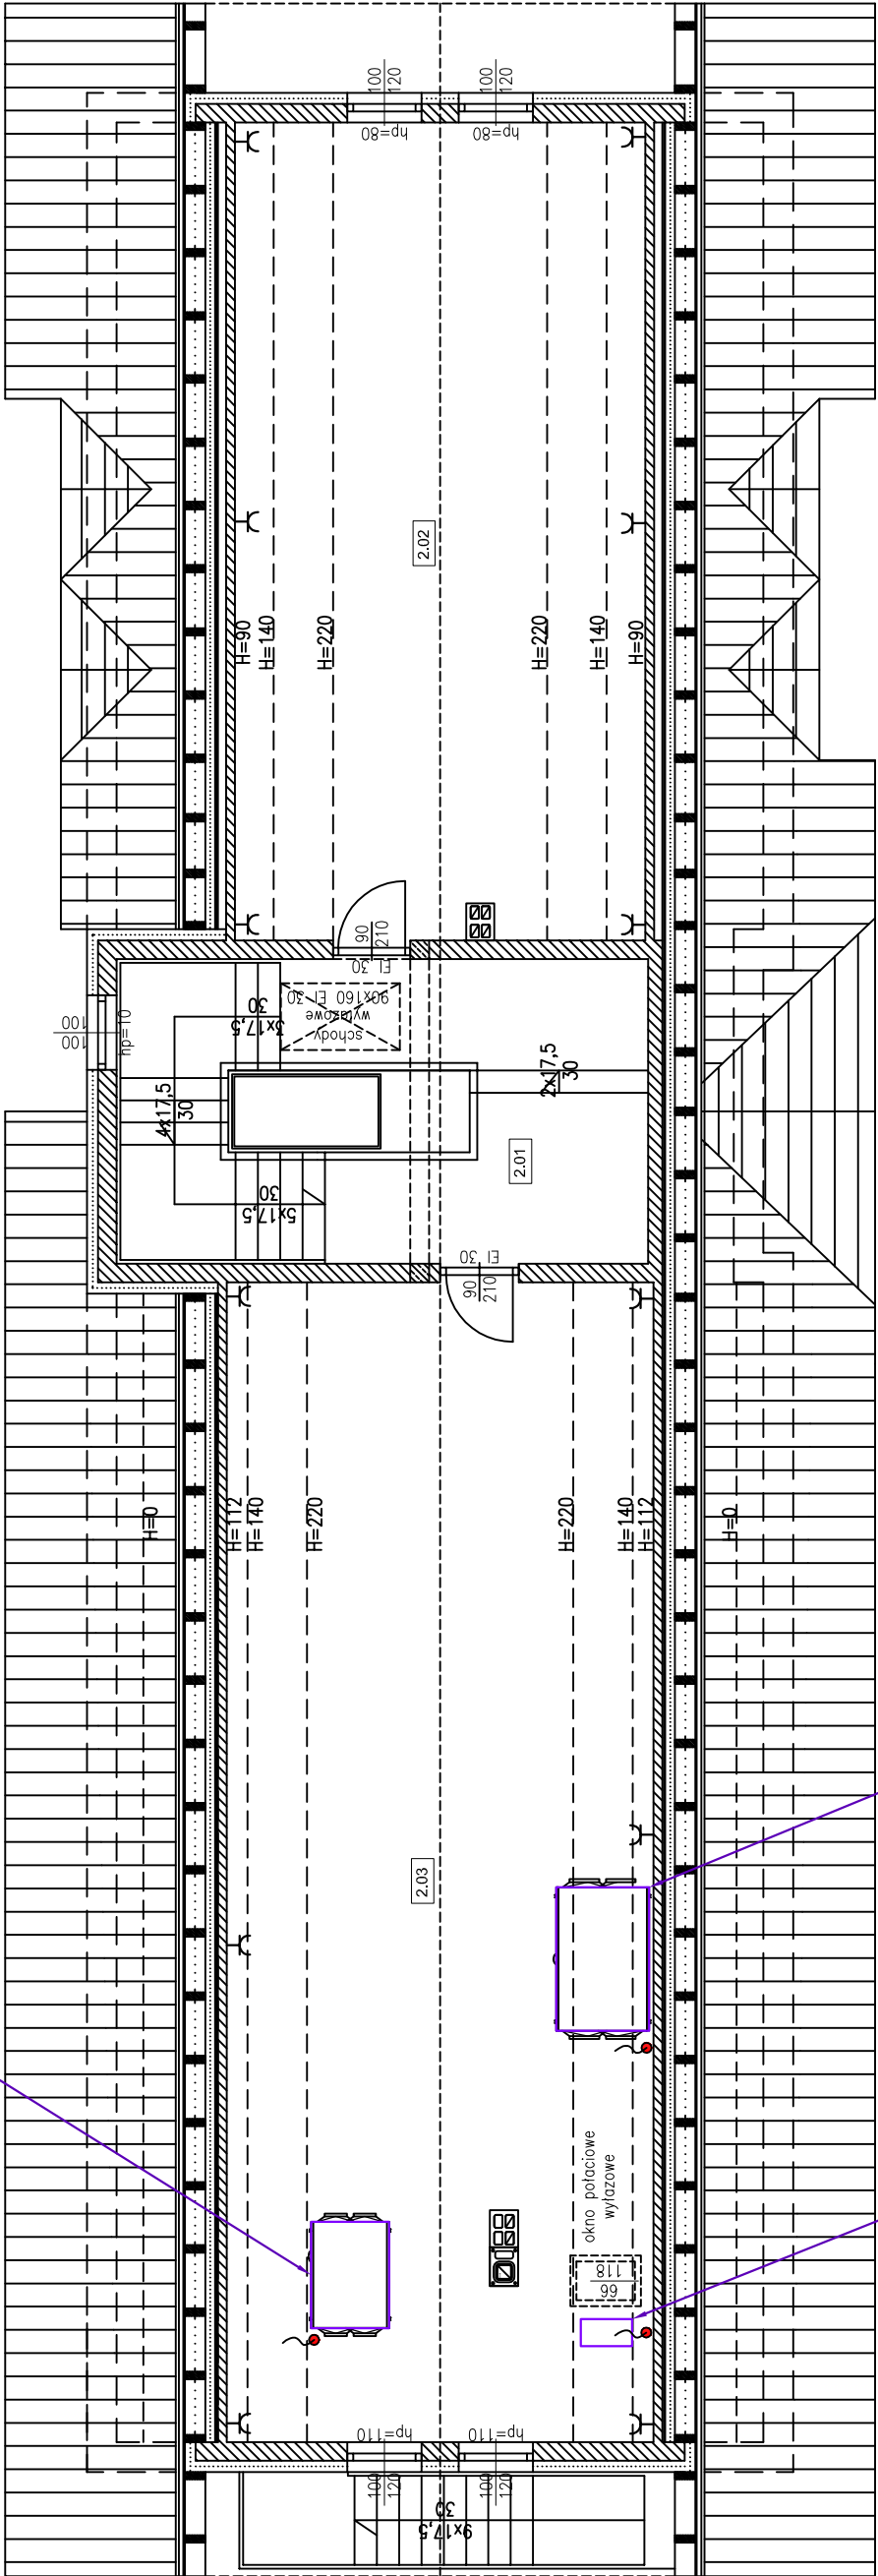 100
120
100
120
hp=80
hp=80
2.02
H=90
H=140
H=220
H=220
H=140
H=90
90
210
EI 30
schody
wyłazowe
90x160 EI 30
100
100
hp=10
3x17,5
30
4x17,5
30
2x17,5
30
5x17,5
30
2.01
EI 30
90
210
H=0
H=112
H=140
H=220
H=220
H=140
H=112
H=0
2.03
okno połaciowe
wyłazowe
66
118
hp=110
hp=110
100
120
100
120
9x17,5
30